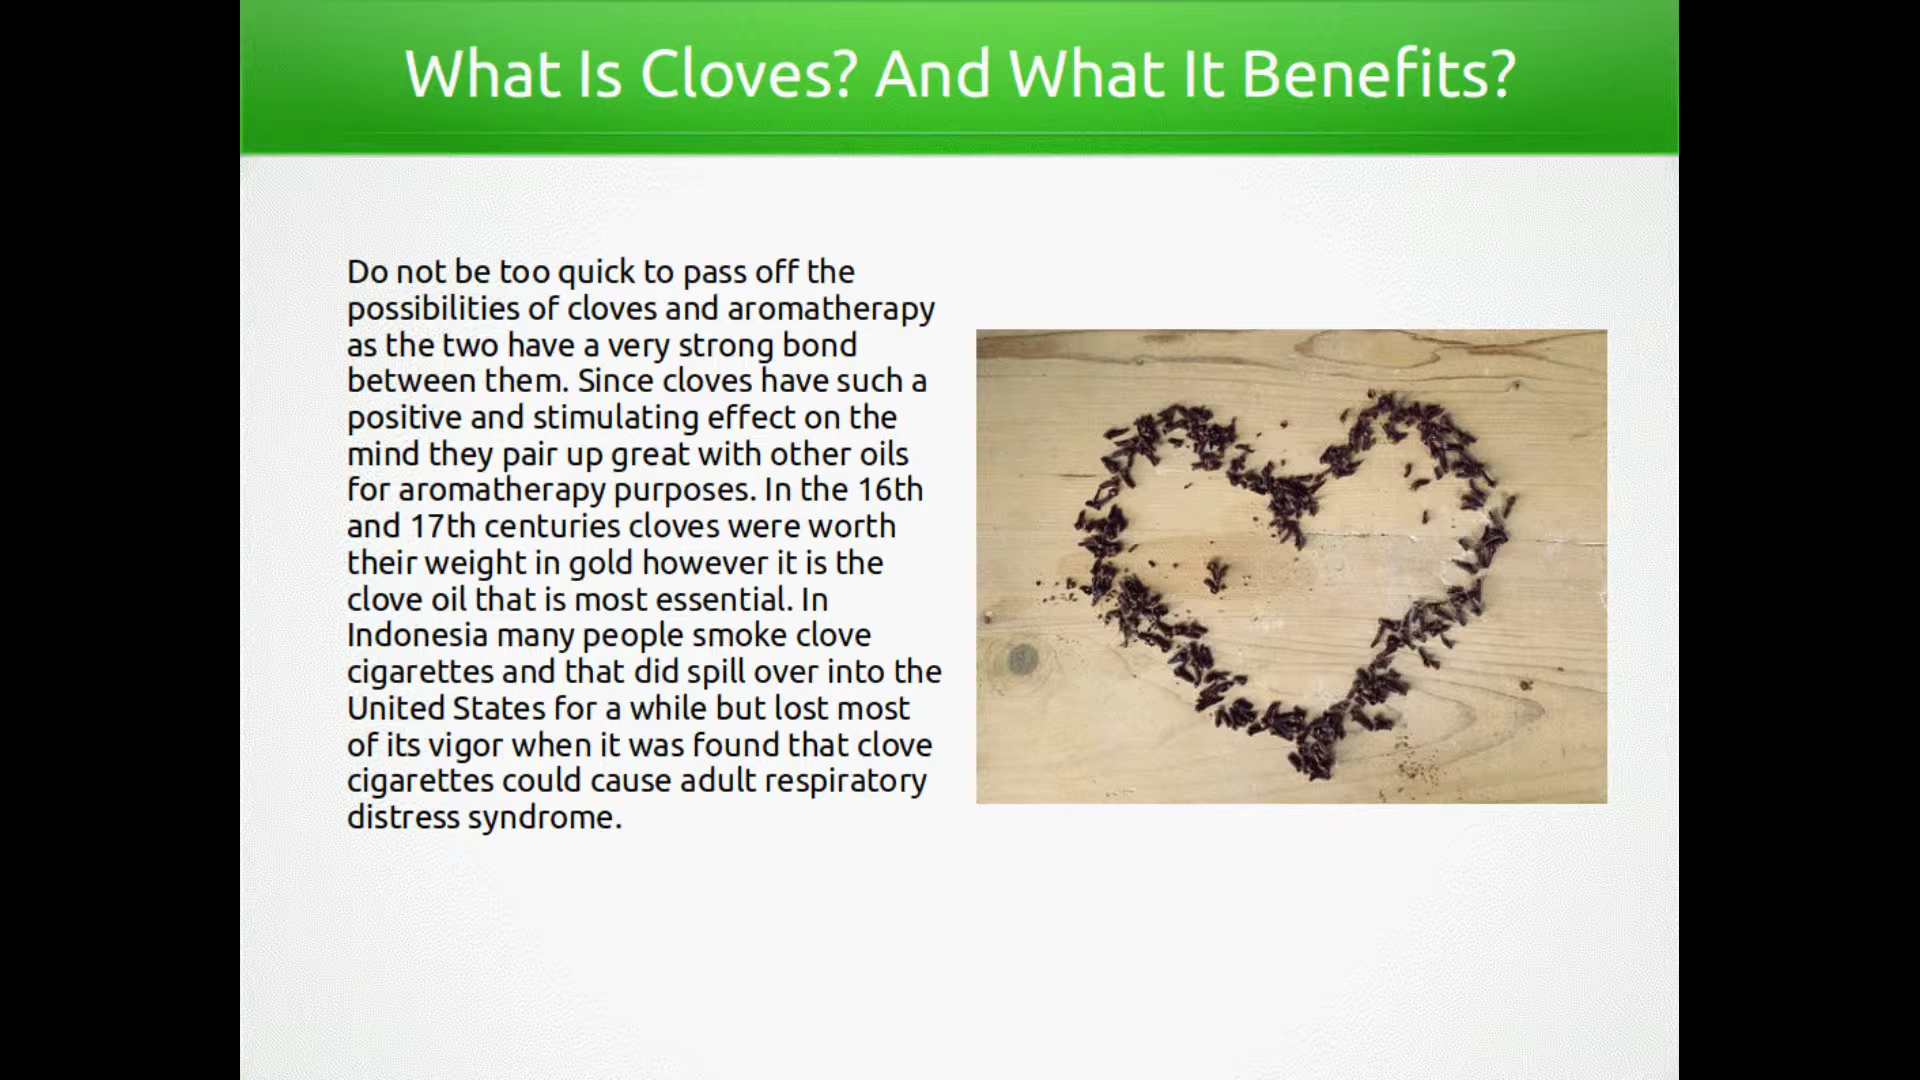 What Is Cloves? And What It Benefits?
Do not be too quick to pass off the
possibilities of cloves and aromatherapy
as the two have a very strong bond
between them. Since cloves have such a
positive and stimulating effect on the
mind they pair up great with other oils
for aromatherapy purposes. In the 16th
and 17th centuries cloves were worth
their weight in gold however it is the
clove oil that is most essential. In
Indonesia many people smoke clove
cigarettes and that did spill over into the
United States for a while but lost most
of its vigor when it was found that clove
cigarettes could cause adult respiratory
distress syndrome.